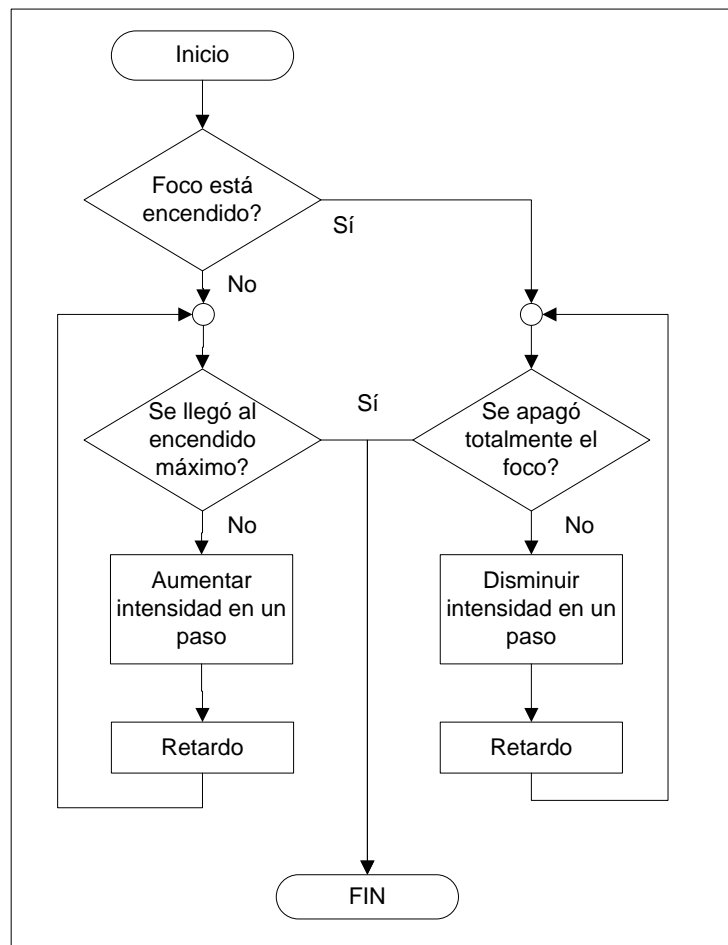 Inicio
Foco está
encendido?
Sí
No
Se llegó al
encendido
máximo?
Sí
Se apagó
totalmente el
foco?
No
No
Aumentar
intensidad en un
paso
Disminuir
intensidad en un
paso
Retardo
Retardo
FIN